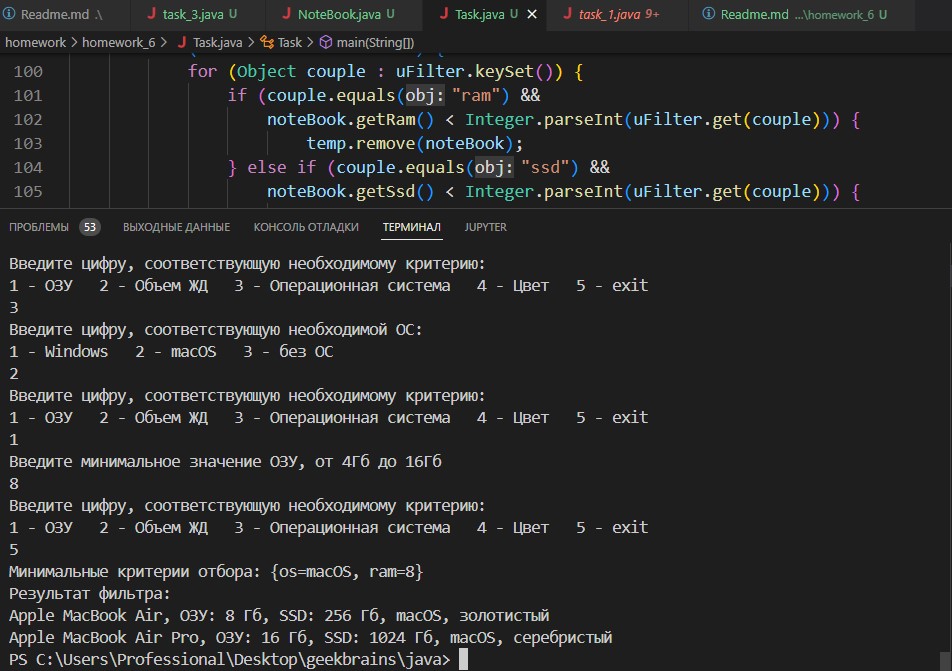 Readme.md .\ task_3.java U NoteBook.java U Task.java U task_1.java 9+ Readme.md ...\homework_6 U
homework > homework_6 > Task.java > Task > main(String[])
100 for (Object couple : uFilter.keySet()) {
101 if (couple.equals(obj: "ram") &&
102 noteBook.getRam() < Integer.parseInt(uFilter.get(couple))) {
103 temp.remove(noteBook);
104 } else if (couple.equals(obj: "ssd") &&
105 noteBook.getSsd() < Integer.parseInt(uFilter.get(couple))) {
ПРОБЛЕМЫ 53 ВЫХОДНЫЕ ДАННЫЕ КОНСОЛЬ ОТЛАДКИ ТЕРМИНАЛ JUPYTER
Введите цифру, соответствующую необходимому критерию:
1 - ОЗУ 2 - Объем ЖД 3 - Операционная система 4 - Цвет 5 - exit
3
Введите цифру, соответствующую необходимой ОС:
1 - Windows 2 - macOS 3 - без ОС
2
Введите цифру, соответствующую необходимому критерию:
1 - ОЗУ 2 - Объем ЖД 3 - Операционная система 4 - Цвет 5 - exit
1
Введите минимальное значение ОЗУ, от 4Гб до 16Гб
8
Введите цифру, соответствующую необходимому критерию:
1 - ОЗУ 2 - Объем ЖД 3 - Операционная система 4 - Цвет 5 - exit
5
Минимальные критерии отбора: {os=macOS, ram=8}
Результат фильтра:
Apple MacBook Air, ОЗУ: 8 Гб, SSD: 256 Гб, macOS, золотистый
Apple MacBook Air Pro, ОЗУ: 16 Гб, SSD: 1024 Гб, macOS, серебристый
PS C:\Users\Professional\Desktop\geekbrains\java>